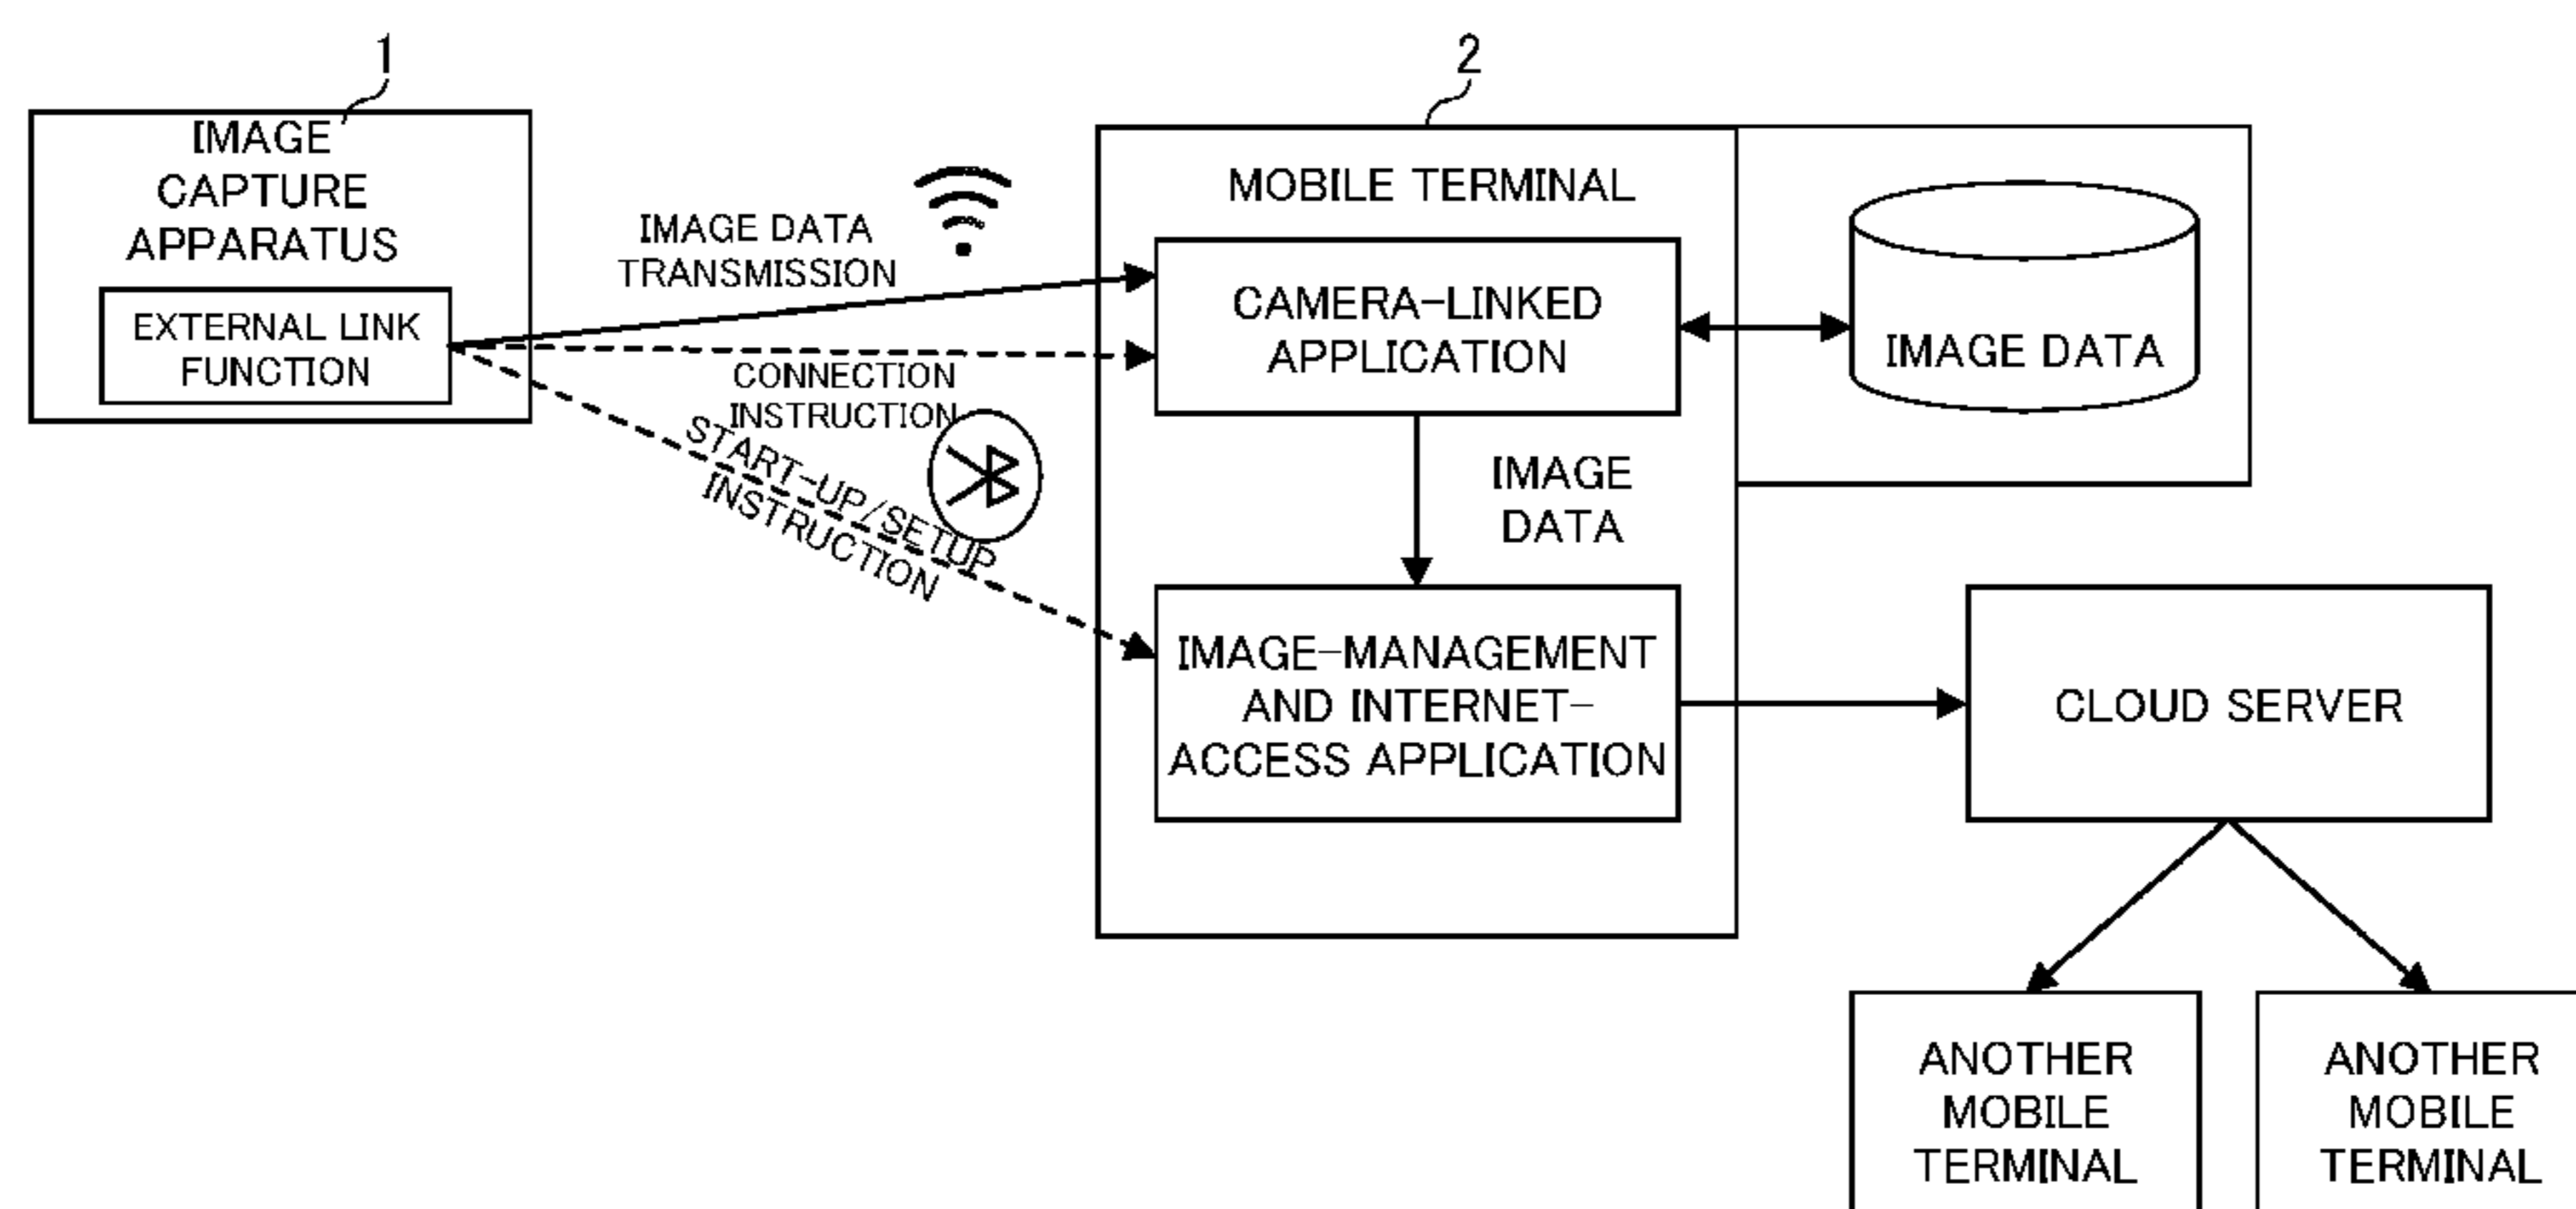 1
IMAGE
CAPTURE
APPARATUS
EXTERNAL LINK
FUNCTION
IMAGE DATA
TRANSMISSION
CONNECTION
INSTRUCTION
START-UP/SETUP
INSTRUCTION
2
MOBILE TERMINAL
CAMERA-LINKED
APPLICATION
IMAGE DATA
IMAGE
DATA
IMAGE-MANAGEMENT
AND INTERNET-
ACCESS APPLICATION
CLOUD SERVER
ANOTHER
MOBILE
TERMINAL
ANOTHER
MOBILE
TERMINAL